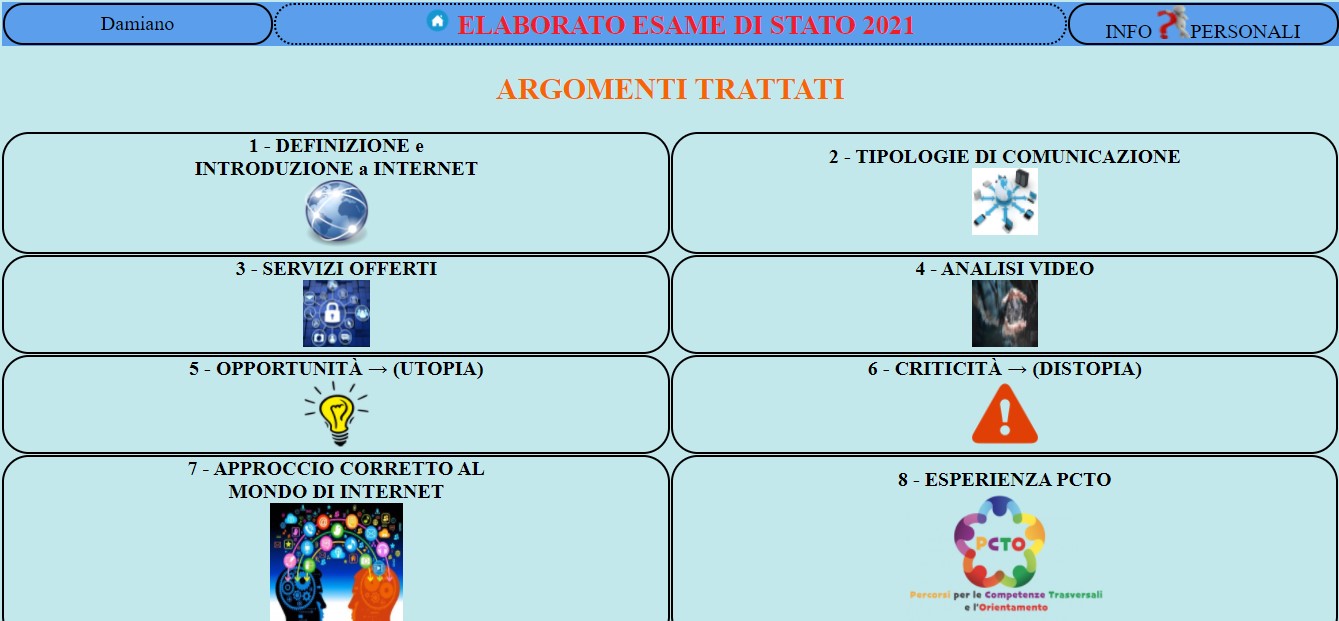 Damiano
ELABORATO ESAME DI STATO 2021
INFO PERSONALI
ARGOMENTI TRATTATI
1 - DEFINIZIONE e
INTRODUZIONE a INTERNET
2 - TIPOLOGIE DI COMUNICAZIONE
3 - SERVIZI OFFERTI
4 - ANALISI VIDEO
5 - OPPORTUNITÀ → (UTOPIA)
6 - CRITICITÀ → (DISTOPIA)
7 - APPROCCIO CORRETTO AL
MONDO DI INTERNET
8 - ESPERIENZA PCTO
PCTO
Percorsi per le Competenze Trasversali
e l'Orientamento